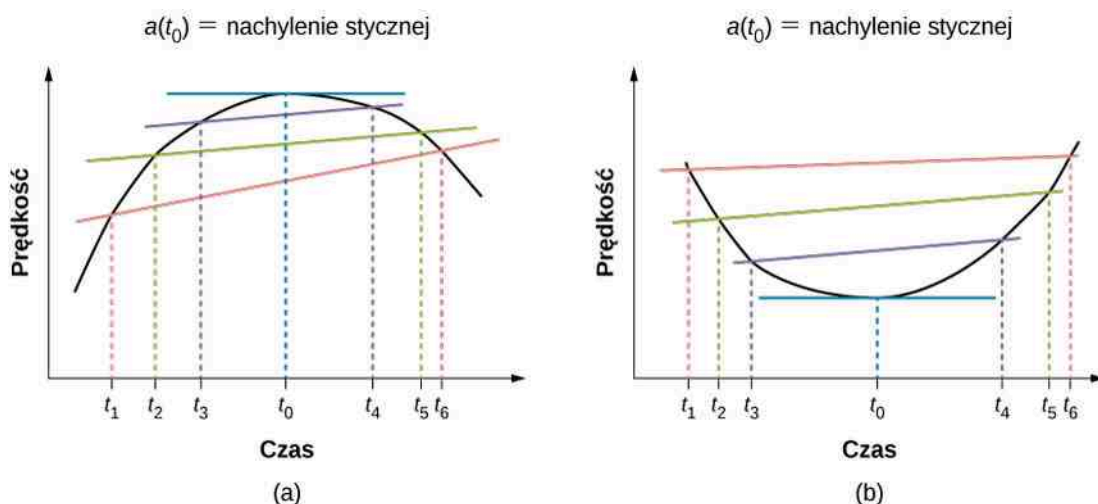 a(t0) = nachylenie stycznej
Prędkość
t1 t2 t3 t0 t4 t5 t6
Czas
(a)
a(t0) = nachylenie stycznej
Prędkość
t1 t2 t3 t0 t4 t5 t6
Czas
(b)